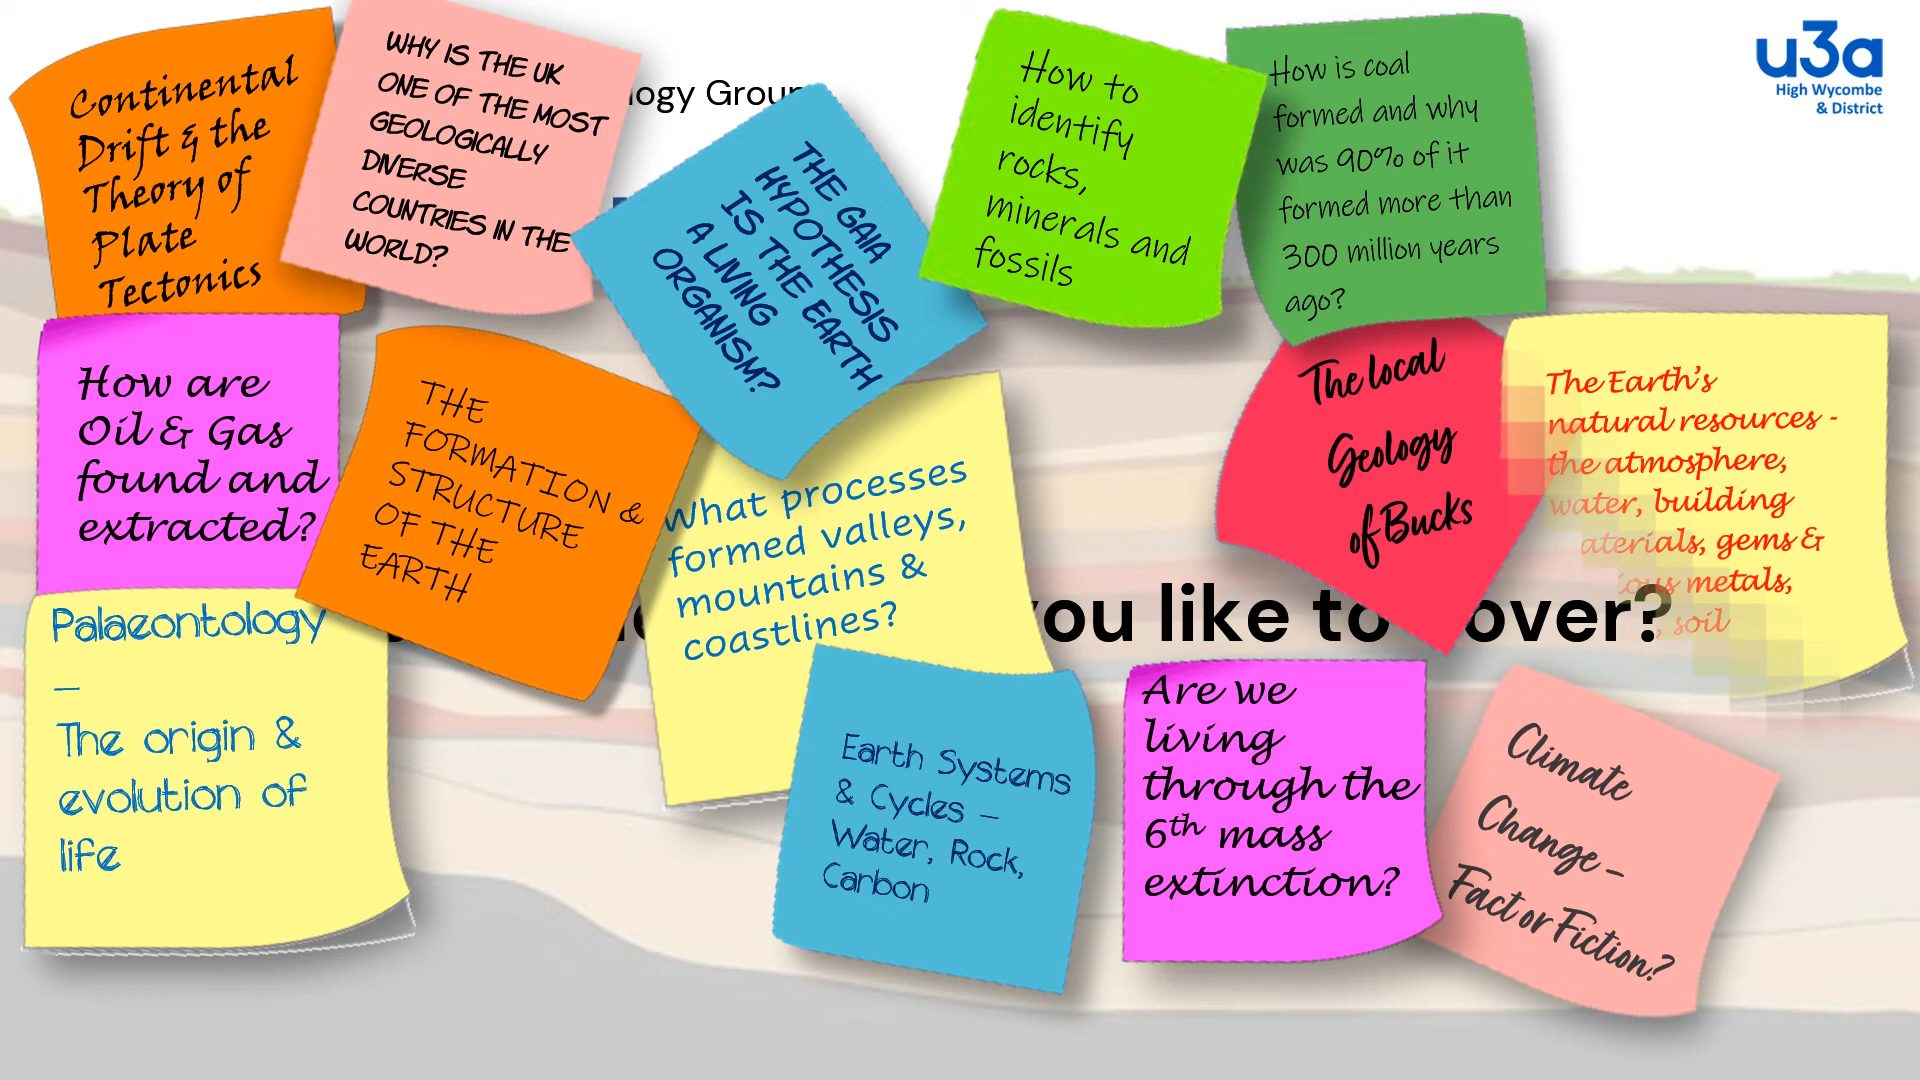 Continental
Drift & the
Theory of
Plate
Tectonics
WHY IS THE UK
ONE OF THE MOST
GEOLOGICALLY
DIVERSE
COUNTRIES IN THE
WORLD?
THE GAIA
HYPOTHESIS
IS THE EARTH
A LIVING
ORGANISM?
How to
identify
rocks,
minerals and
fossils
How is coal
formed and why
was 90% of it
formed more than
300 million years
ago?
u3a
High Wycombe
& District
How are
Oil & Gas
found and
extracted?
THE
FORMATION &
STRUCTURE
OF THE
EARTH
What processes
formed valleys,
mountains &
coastlines?
The local
Geology
of Bucks
The Earth's
natural resources -
the atmosphere,
water, building
gems &
metals,
soil
like to
Palaeontology
–
The origin &
evolution of
life
Earth Systems
& Cycles –
Water, Rock,
Carbon
Are we
living
through the
6th mass
extinction?
Climate
Change –
Fact or Fiction?